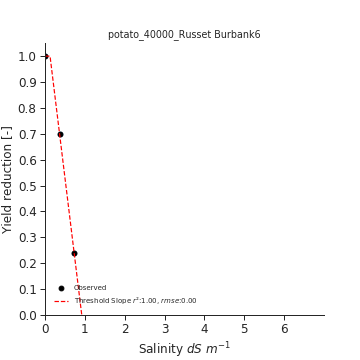 potato_40000_Russet Burbank6
Yield reduction [-]
1.0
0.9
0.8
0.7
0.6
0.5
0.4
0.3
0.2
0.1
0.0
Observed
Threshold Slope r²:1.00, rmse:0.00
0 1 2 3 4 5 6
Salinity dS m⁻¹